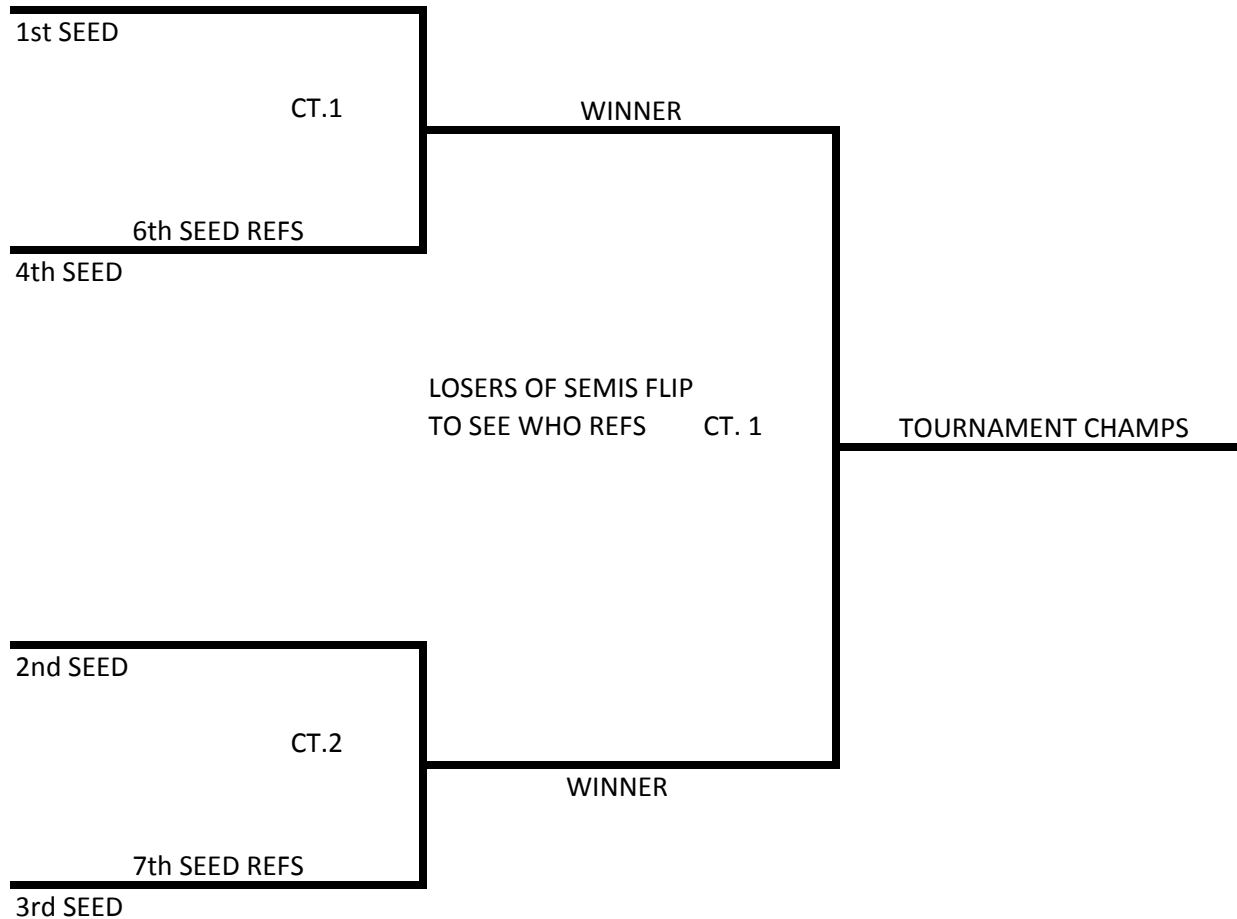 1st SEED
CT.1
WINNER
6th SEED REFS
4th SEED
LOSERS OF SEMIS FLIP
TO SEE WHO REFS CT. 1
TOURNAMENT CHAMPS
2nd SEED
CT.2
WINNER
7th SEED REFS
3rd SEED